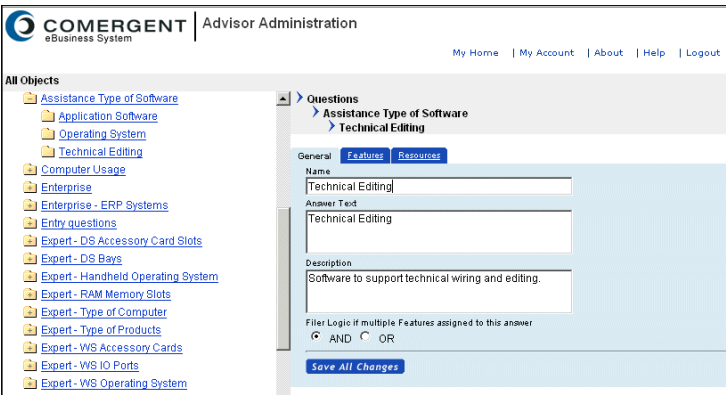 COMERGENT
eBusiness System
Advisor Administration
My Home | My Account | About | Help | Logout
All Objects
Assistance Type of Software
Application Software
Operating System
Technical Editing
Computer Usage
Enterprise
Enterprise - ERP Systems
Entry questions
Expert - DS Accessory Card Slots
Expert - DS Bays
Expert - Handheld Operating System
Expert - RAM Memory Slots
Expert - Type of Computer
Expert - Type of Products
Expert - WS Accessory Cards
Expert - WS IO Ports
Expert - WS Operating System
Questions
Assistance Type of Software
Technical Editing
General Features Resources
Name
Technical Editing
Answer Text
Technical Editing
Description
Software to support technical wiring and editing.
Filer Logic if multiple Features assigned to this answer
AND OR
Save All Changes